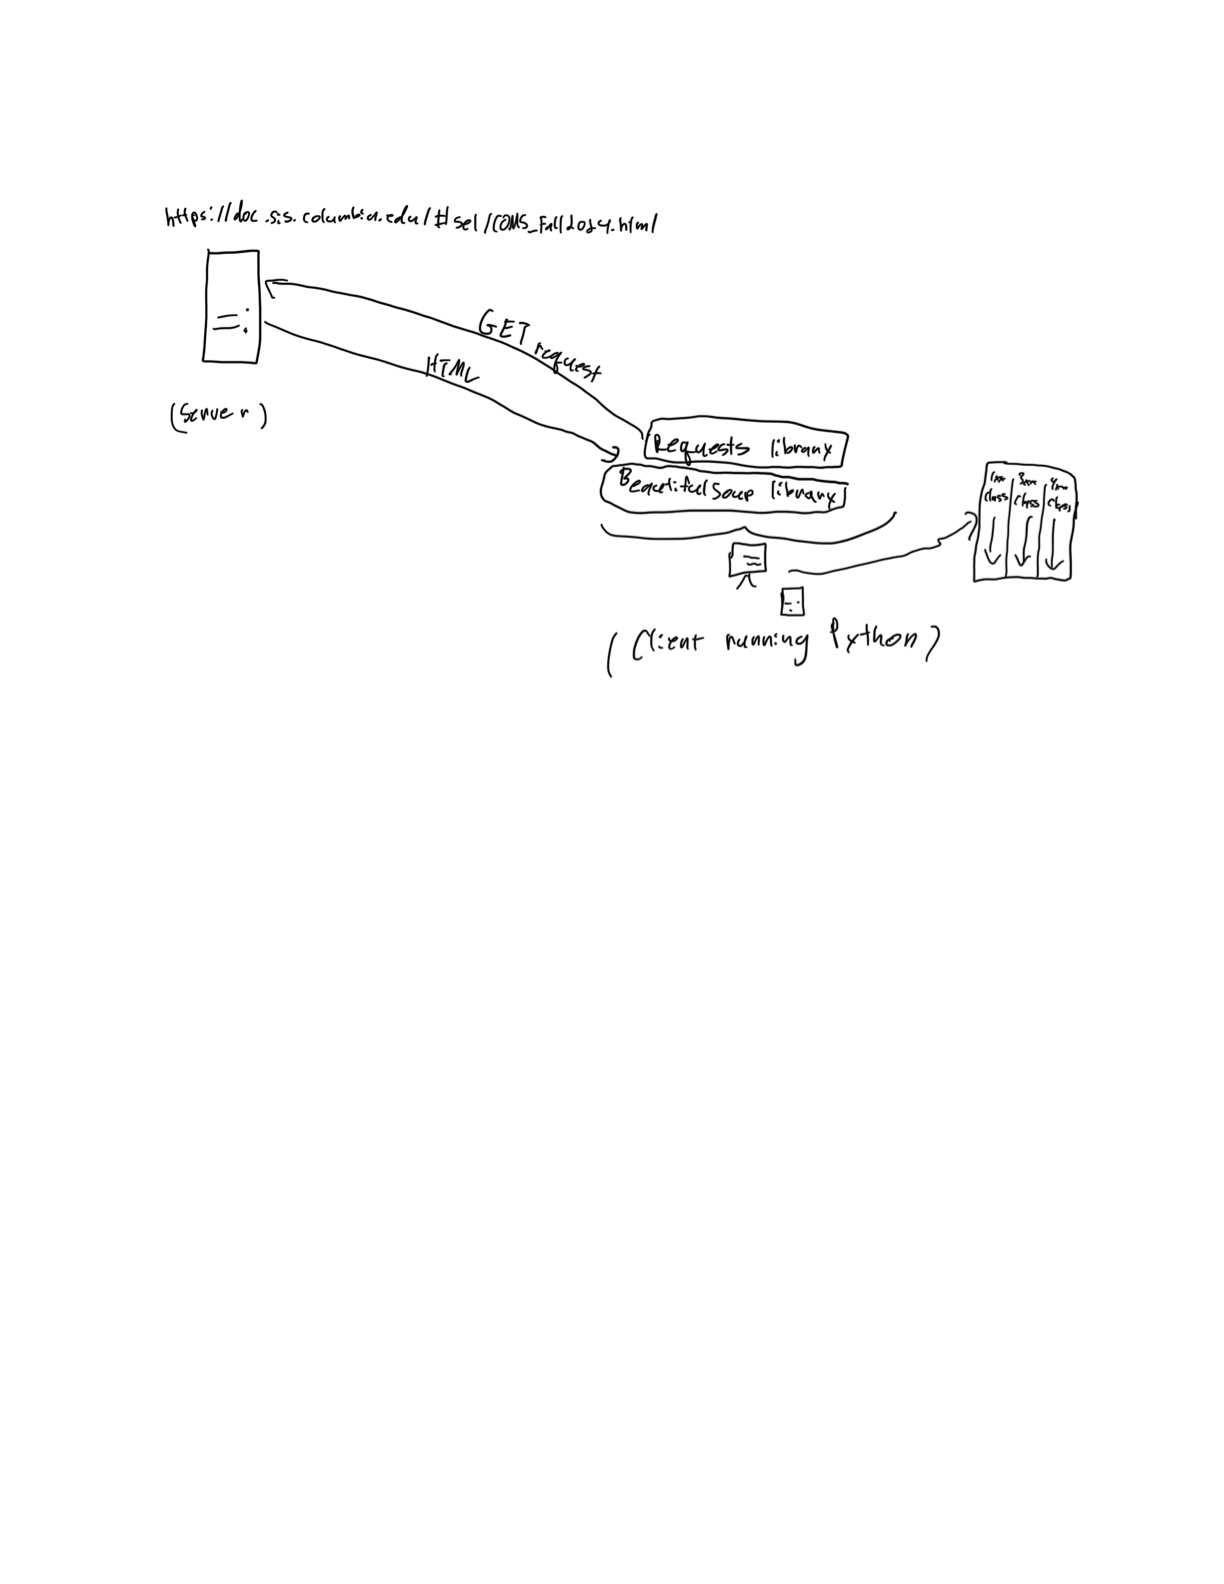 https://doc.sis.columbia.edu/#sel/COMS_Fall2024.html
GET request
HTML
(Server)
Requests library
BeautifulSoup library
1xxx 3xxx 4xxx
class class class
(Client running Python)